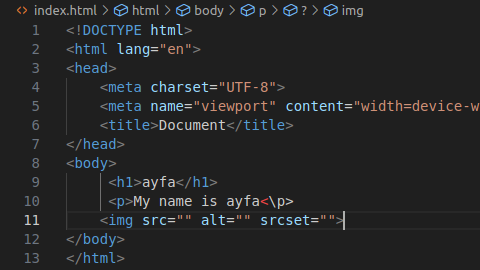 index.html > html > body > p > ? > img
1 <!DOCTYPE html>
2 <html lang="en">
3 <head>
4     <meta charset="UTF-8">
5     <meta name="viewport" content="width=device-w
6     <title>Document</title>
7 </head>
8 <body>
9      <h1>ayfa</h1>
10      <p>My name is ayfa<\p>
11     <img src="" alt="" srcset="">
12 </body>
13 </html>